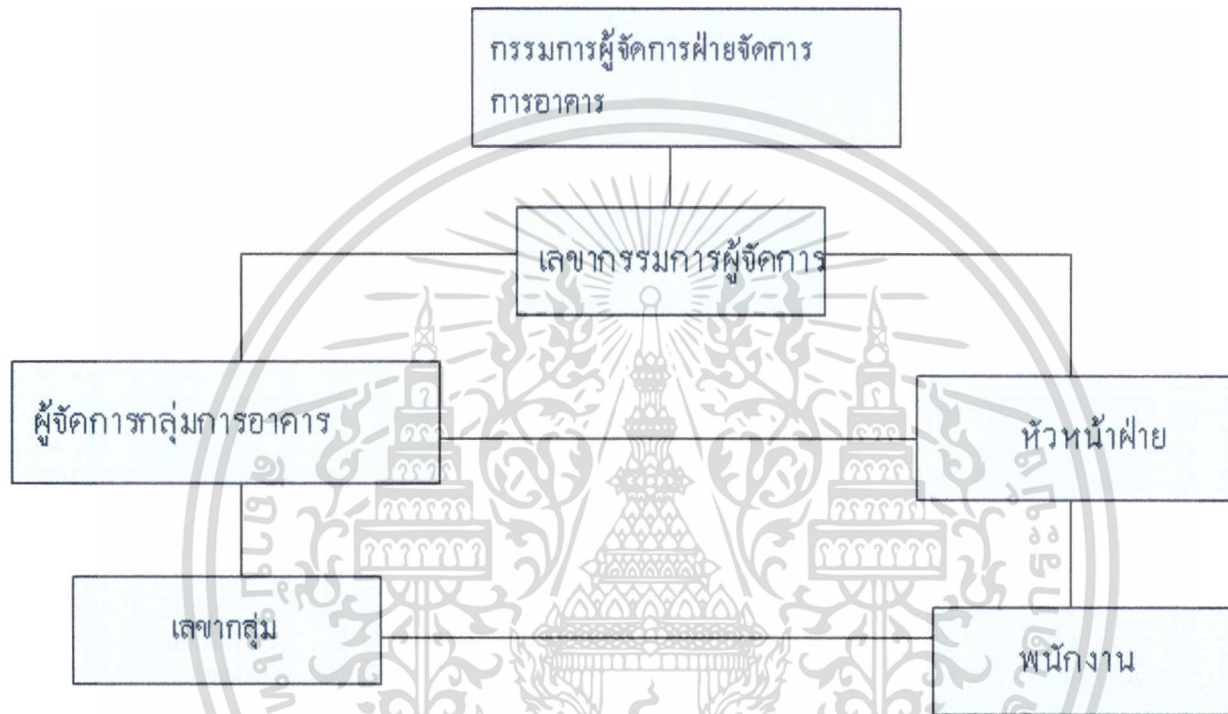 กรรมการผู้จัดการฝ่ายจัดการ
การอาคาร
เลขากรรมการผู้จัดการ
ผู้จัดการกลุ่มการอาคาร
หัวหน้าฝ่าย
เลขากลุ่ม
พนักงาน